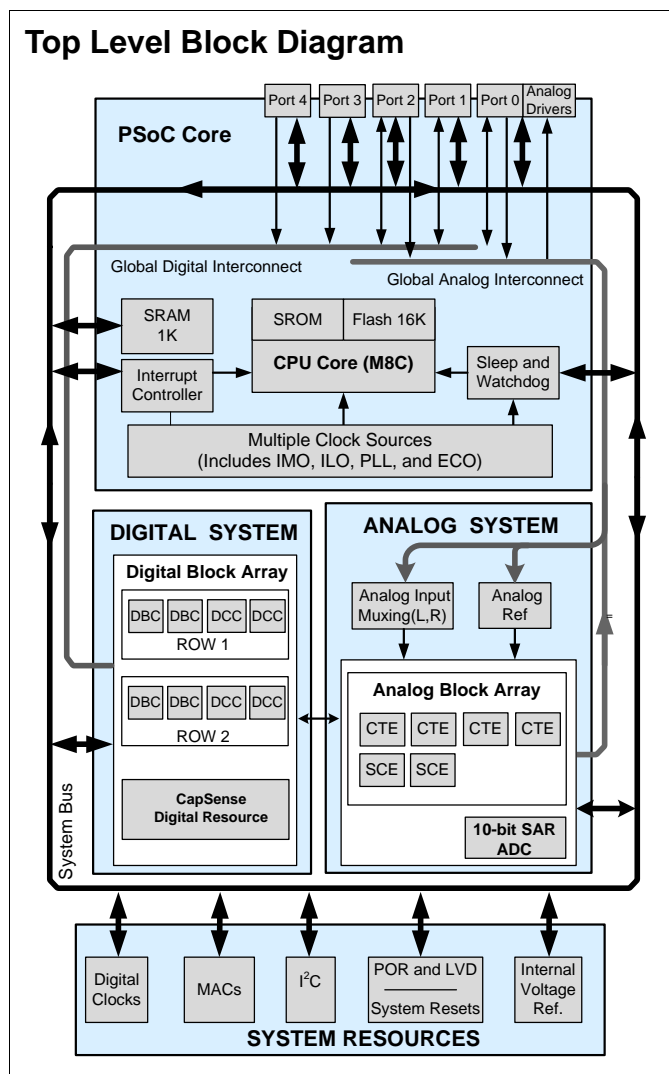 Top Level Block Diagram
Port 4
Port 3
Port 2
Port 1
Port 0
Analog
Drivers
PSoC Core
Global Digital Interconnect
Global Analog Interconnect
SRAM
1K
SROM
Flash 16K
CPU Core (M8C)
Interrupt
Controller
Sleep and
Watchdog
Multiple Clock Sources
(Includes IMO, ILO, PLL, and ECO)
DIGITAL SYSTEM
Digital Block Array
DBC
DBC
DCC
DCC
ROW 1
DBC
DBC
DCC
DCC
ROW 2
CapSense
Digital Resource
ANALOG SYSTEM
Analog Input
Muxing(L,R)
Analog
Ref
Analog Block Array
CTE
CTE
CTE
CTE
SCE
SCE
10-bit SAR
ADC
System Bus
Digital
Clocks
MACs
I²C
POR and LVD
System Resets
Internal
Voltage
Ref.
SYSTEM RESOURCES